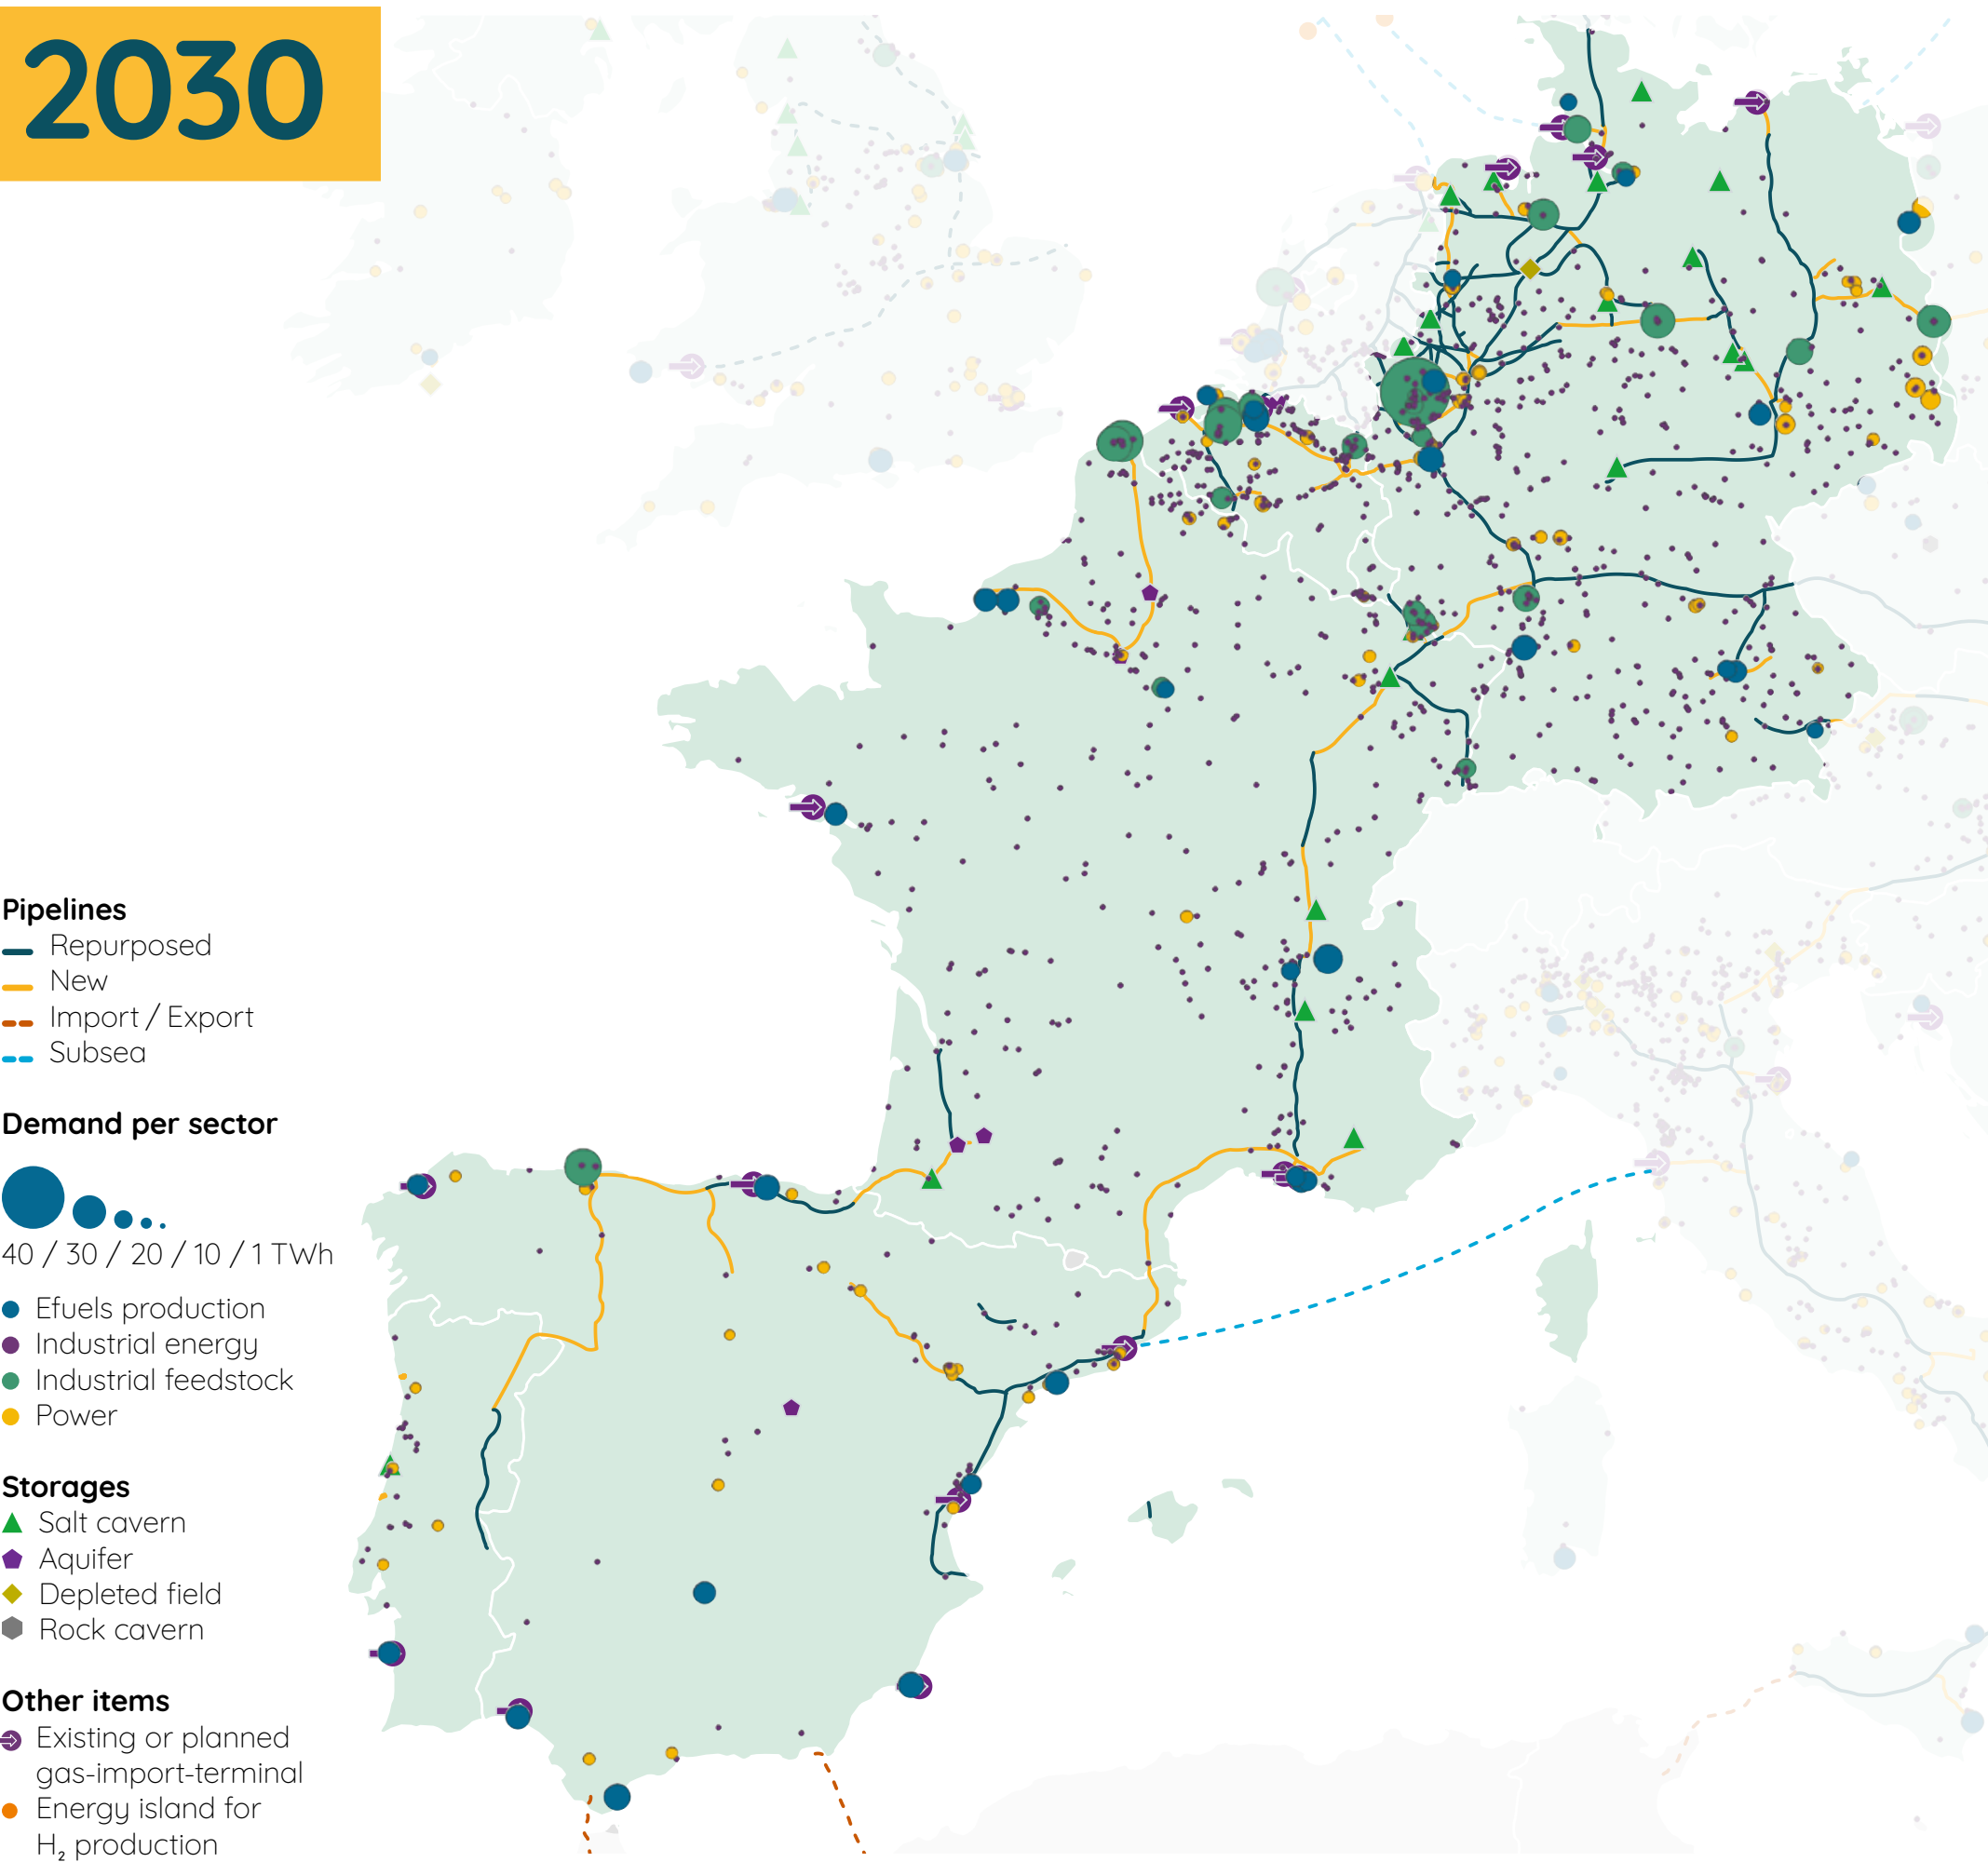 2030
Pipelines
Repurposed
New
Import / Export
Subsea
Demand per sector
40 / 30 / 20 / 10 / 1 TWh
Efuels production
Industrial energy
Industrial feedstock
Power
Storages
Salt cavern
Aquifer
Depleted field
Rock cavern
Other items
Existing or planned
gas-import-terminal
Energy island for
H₂ production